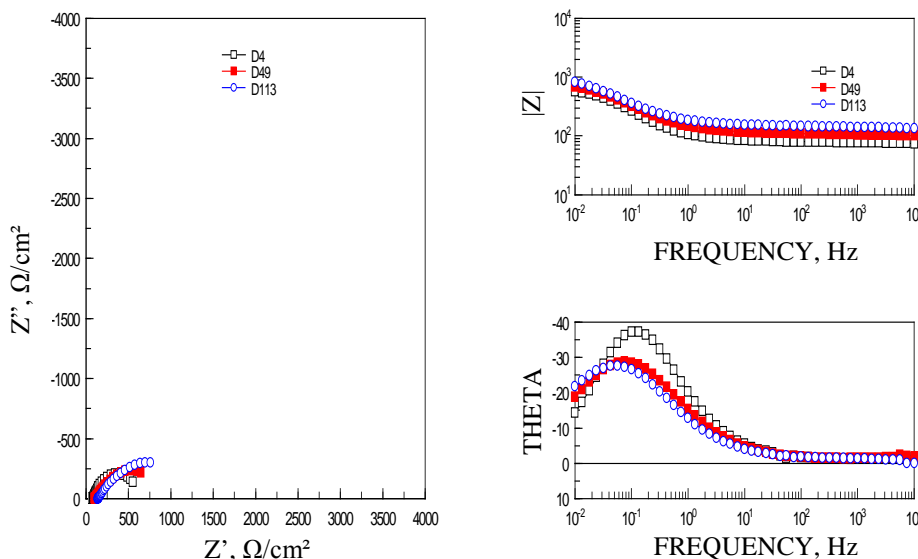 -4000
-3500
-3000
-2500
-2000
-1500
-1000
-500
0
0 500 1000 1500 2000 2500 3000 3500 4000
Z’’, Ω/cm²
Z’, Ω/cm²
D4
D49
D113
10⁴
10³
10²
10¹
|Z|
D4
D49
D113
10⁻² 10⁻¹ 10⁰ 10¹ 10² 10³ 10
FREQUENCY, Hz
-40
-30
-20
-10
0
10
THETA
10⁻² 10⁻¹ 10⁰ 10¹ 10² 10³ 10
FREQUENCY, Hz